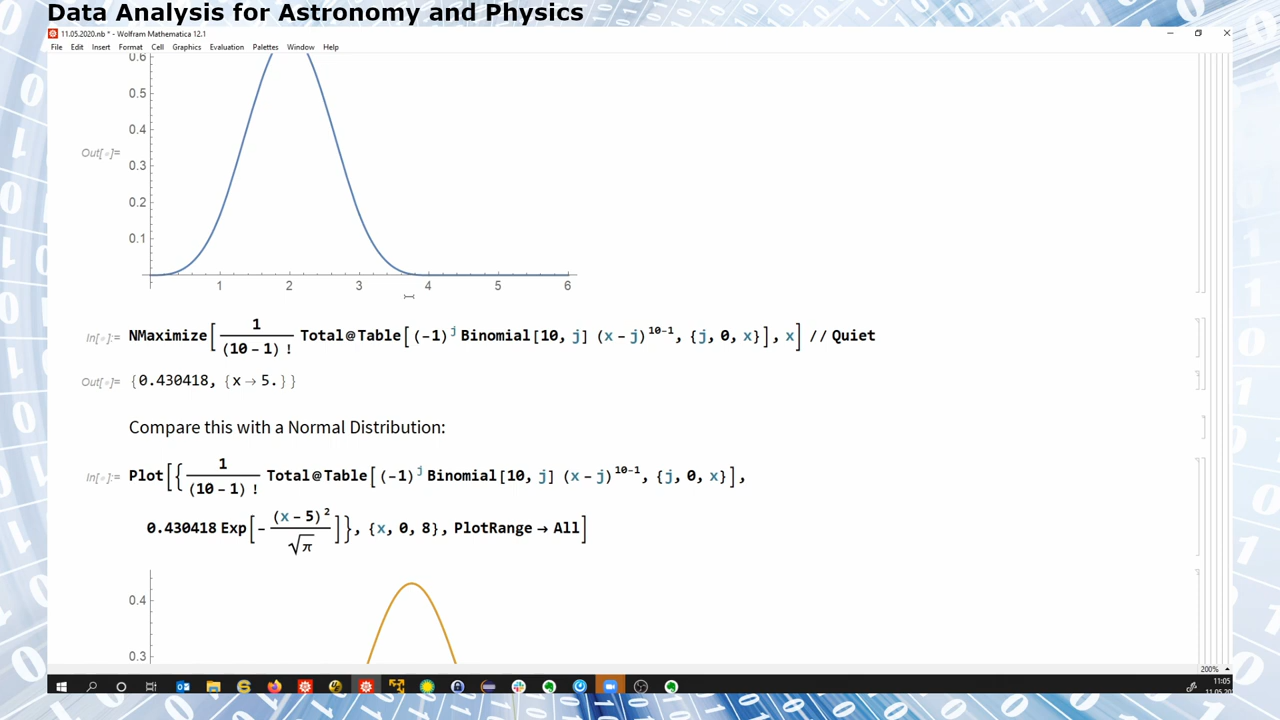 Data Analysis for Astronomy and Physics
11.05.2020.nb * - Wolfram Mathematica 12.1
File Edit Insert Format Cell Graphics Evaluation Palettes Window Help
0.6
0.5
0.4
Out[∘]=
0.3
0.2
0.1
1 2 3 4 5 6
In[∘]:= NMaximize[1/(10 - 1)! Total@Table[(-1)^j Binomial[10, j] (x - j)^(10-1), {j, 0, x}], x] // Quiet
Out[∘]= {0.430418, {x → 5.}}
Compare this with a Normal Distribution:
In[∘]:= Plot[{1/(10 - 1)! Total@Table[(-1)^j Binomial[10, j] (x - j)^(10-1), {j, 0, x}],
0.430418 Exp[-(x - 5)²/√π]}, {x, 0, 8}, PlotRange → All]
0.4
0.3
200%
11:05